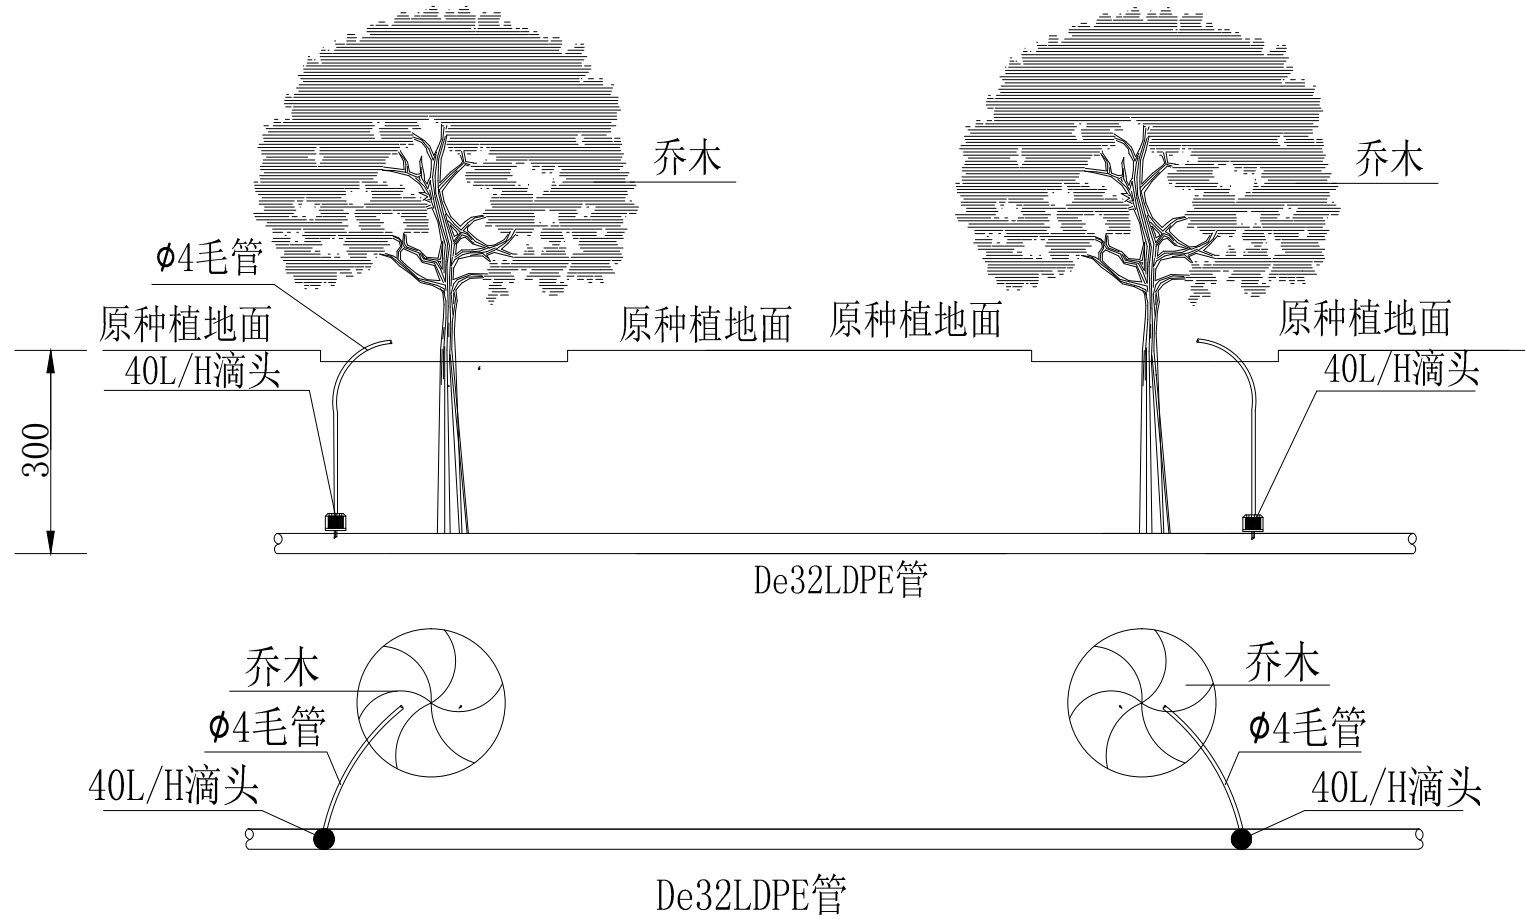 乔木
乔木
ϕ4毛管
原种植地面
原种植地面
原种植地面
原种植地面
40L/H滴头
40L/H滴头
300
De32LDPE管
乔木
乔木
ϕ4毛管
ϕ4毛管
40L/H滴头
40L/H滴头
De32LDPE管